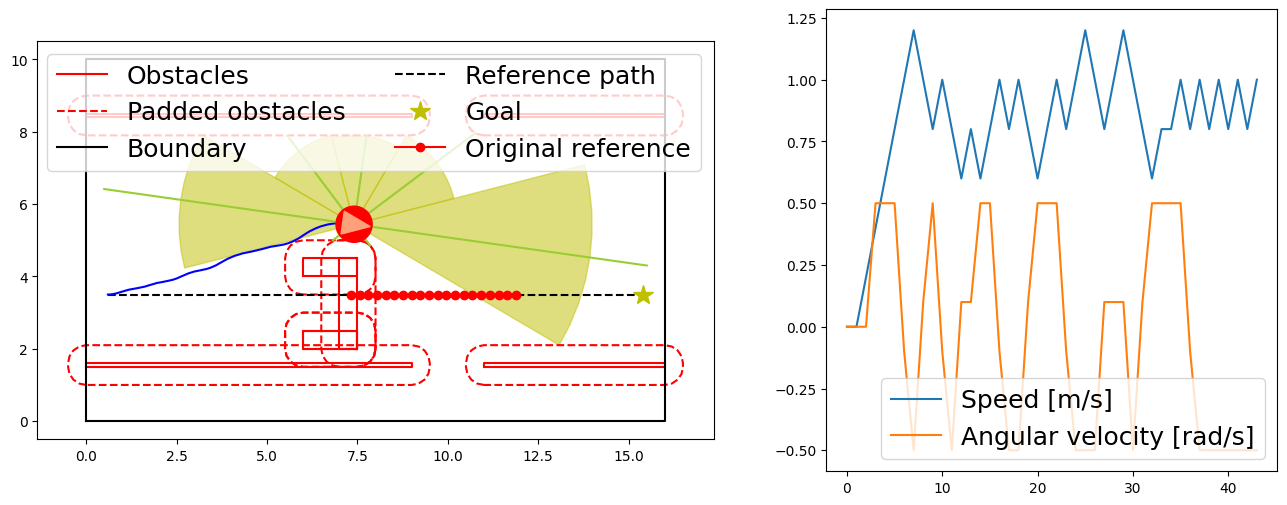 10
8
6
4
2
0
0.0 2.5 5.0 7.5 10.0 12.5 15.0
Obstacles
Padded obstacles
Boundary
Reference path
Goal
Original reference
1.25
1.00
0.75
0.50
0.25
0.00
−0.25
−0.50
0 10 20 30 40
Speed [m/s]
Angular velocity [rad/s]